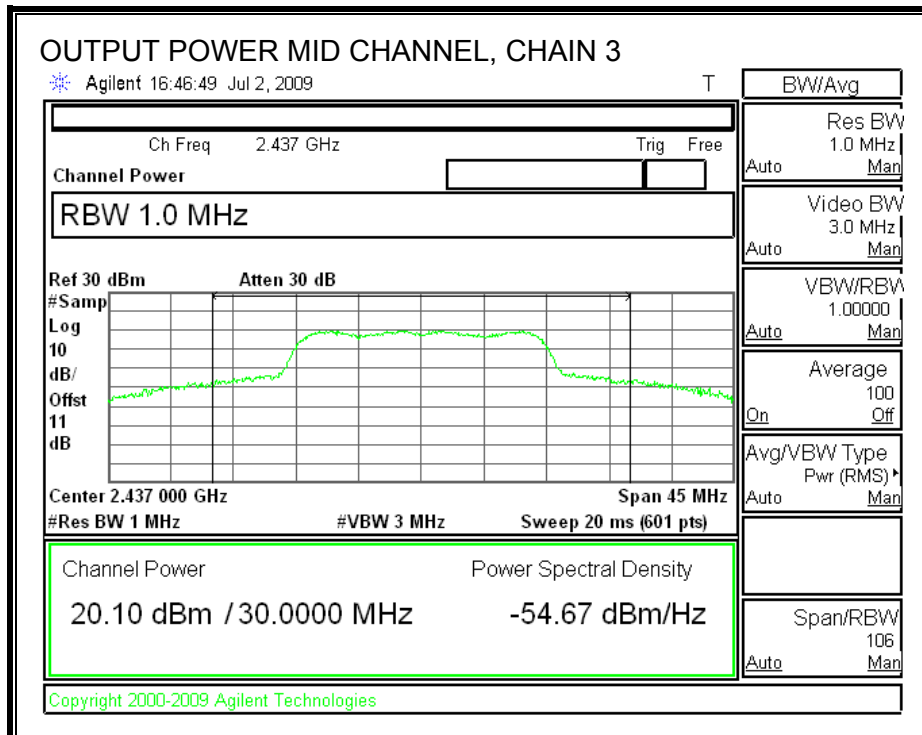 OUTPUT POWER MID CHANNEL, CHAIN 3
Agilent 16:46:49 Jul 2, 2009
T
BW/Avg
Ch Freq 2.437 GHz
Trig Free
Channel Power
RBW 1.0 MHz
Ref 30 dBm
Atten 30 dB
#Samp
Log
10
dB/
Offst
11
dB
Center 2.437 000 GHz
Span 45 MHz
#Res BW 1 MHz
#VBW 3 MHz
Sweep 20 ms (601 pts)
Channel Power
Power Spectral Density
20.10 dBm / 30.0000 MHz
-54.67 dBm/Hz
Copyright 2000-2009 Agilent Technologies
Res BW
1.0 MHz
Auto Man
Video BW
3.0 MHz
Auto Man
VBW/RBW
1.00000
Auto Man
Average
100
On Off
Avg/VBW Type
Pwr (RMS)
Auto Man
Span/RBW
106
Auto Man